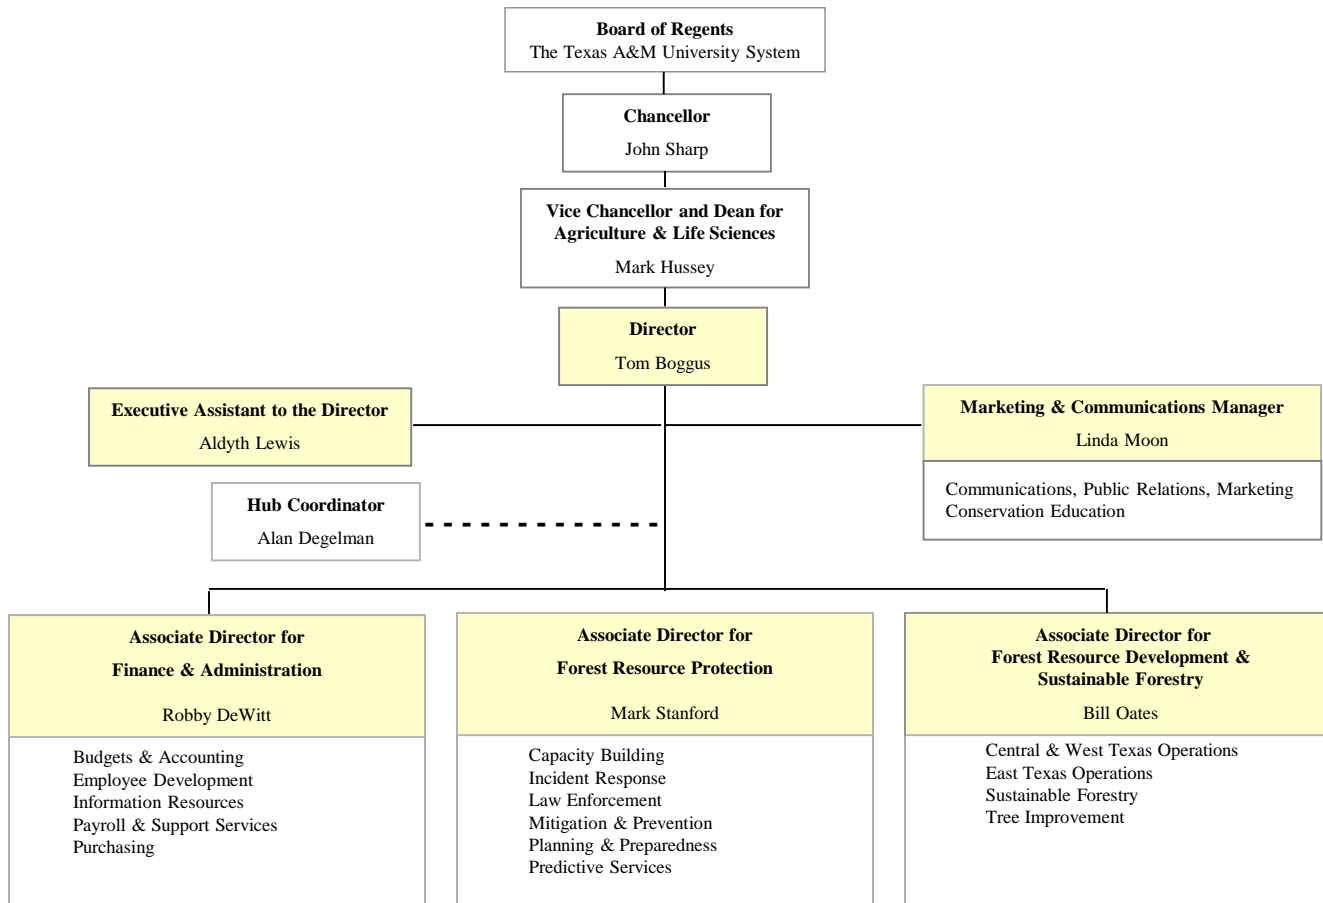 Board of Regents
The Texas A&M University System
Chancellor
John Sharp
Vice Chancellor and Dean for
Agriculture & Life Sciences
Mark Hussey
Director
Tom Boggus
Executive Assistant to the Director
Aldyth Lewis
Marketing & Communications Manager
Linda Moon
Communications, Public Relations, Marketing
Conservation Education
Hub Coordinator
Alan Degelman
Associate Director for
Finance & Administration
Robby DeWitt
Budgets & Accounting
Employee Development
Information Resources
Payroll & Support Services
Purchasing
Associate Director for
Forest Resource Protection
Mark Stanford
Capacity Building
Incident Response
Law Enforcement
Mitigation & Prevention
Planning & Preparedness
Predictive Services
Associate Director for
Forest Resource Development &
Sustainable Forestry
Bill Oates
Central & West Texas Operations
East Texas Operations
Sustainable Forestry
Tree Improvement